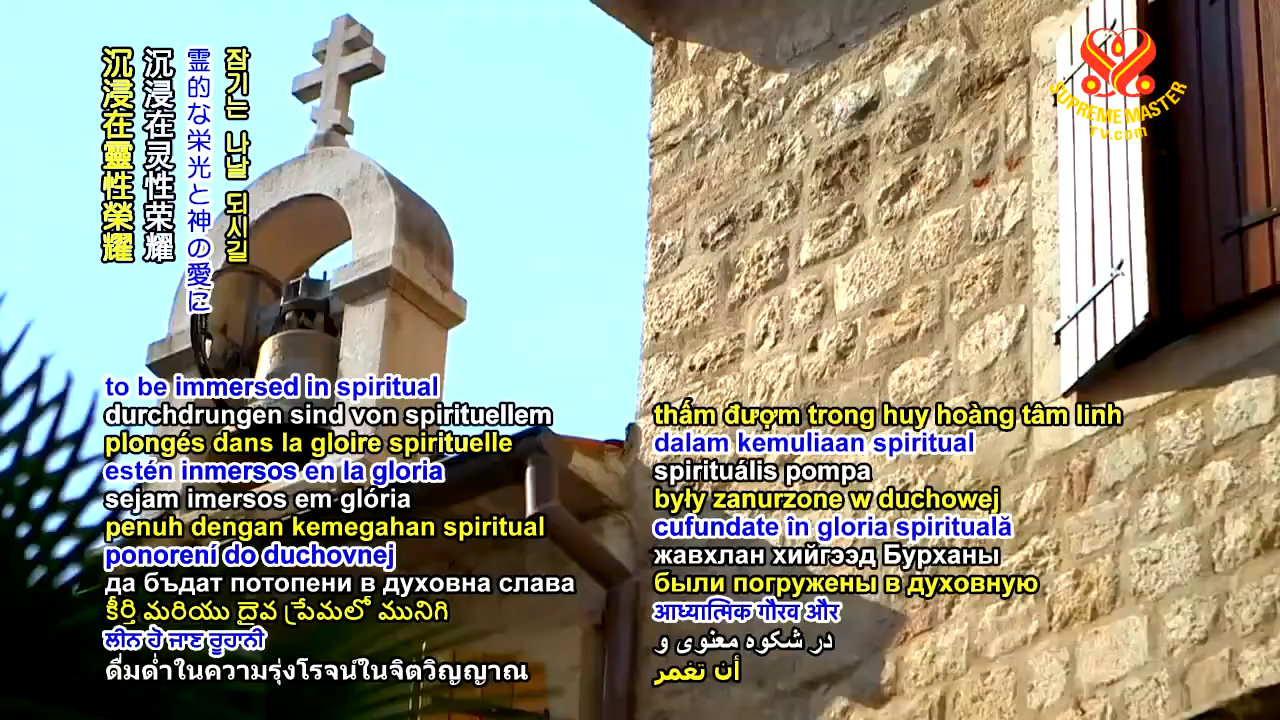 沉浸在靈性榮耀
沉浸在灵性荣耀
霊的な栄光と神の愛に
잠기는 나날 되시길
SUPREME MASTER
TV.com
to be immersed in spiritual
durchdrungen sind von spirituellem
plongés dans la gloire spirituelle
estén inmersos en la gloria
sejam imersos em glória
penuh dengan kemegahan spiritual
ponorení do duchovnej
да бъдат потопени в духовна слава
కీర్తి మరియు దైవ ప్రేమలో మునిగి
ਲੀਨ ਹੋ ਜਾਣ ਰੂਹਾਨੀ
ดื่มด่ำในความรุ่งโรจน์ในจิตวิญญาณ
thấm đượm trong huy hoàng tâm linh
dalam kemuliaan spiritual
spirituális pompa
były zanurzone w duchowej
cufundate în gloria spirituală
жавхлан хийгээд Бурханы
были погружены в духовную
आध्यात्मिक गौरव और
در شکوه معنوی و
أن تغمر